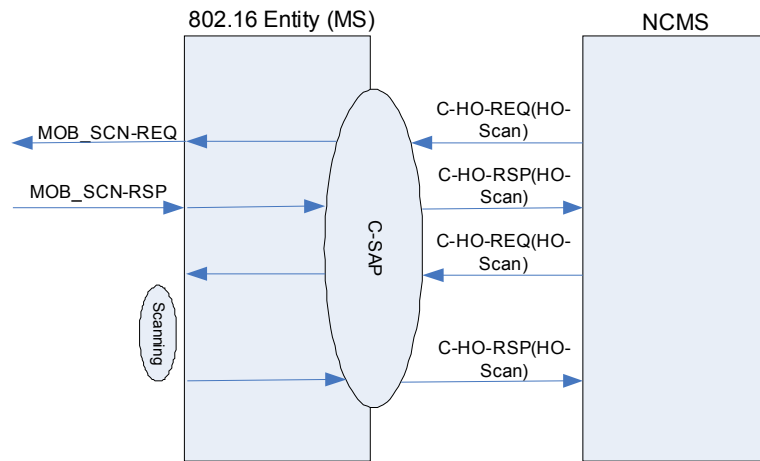 802.16 Entity (MS)
NCMS
MOB_SCN-REQ
C-HO-REQ(HO-
Scan)
MOB_SCN-RSP
C-HO-RSP(HO-
Scan)
C-SAP
C-HO-REQ(HO-
Scan)
Scanning
C-HO-RSP(HO-
Scan)